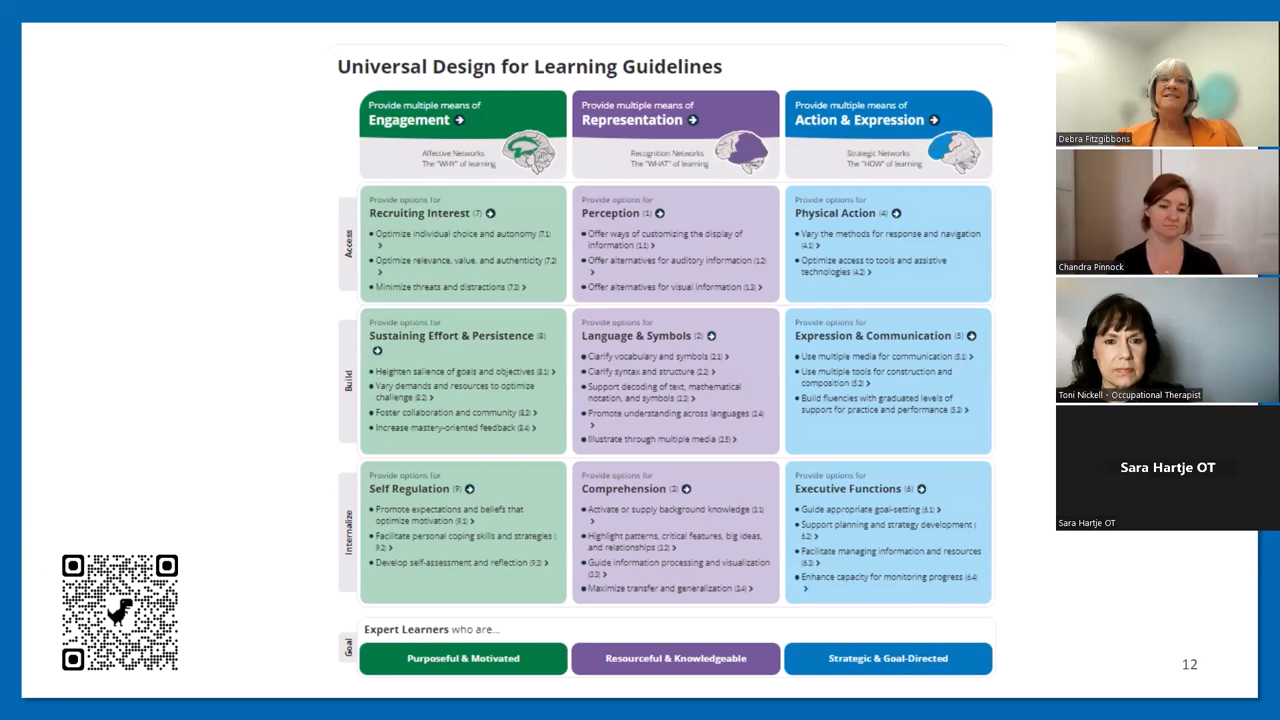 Universal Design for Learning Guidelines
Provide multiple means of
Engagement
Affective Networks
The "WHY" of learning
Provide multiple means of
Representation
Recognition Networks
The "WHAT" of learning
Provide multiple means of
Action & Expression
Strategic Networks
The "HOW" of learning
Access
Provide options for
Recruiting Interest (7)
Optimize individual choice and autonomy (7.1)
Optimize relevance, value, and authenticity (7.2)
Minimize threats and distractions (7.3)
Provide options for
Perception (1)
Offer ways of customizing the display of
information (1.1)
Offer alternatives for auditory information (1.2)
Offer alternatives for visual information (1.3)
Provide options for
Physical Action (4)
Vary the methods for response and navigation
(4.1)
Optimize access to tools and assistive
technologies (4.2)
Build
Provide options for
Sustaining Effort & Persistence (8)
Heighten salience of goals and objectives (8.1)
Vary demands and resources to optimize
challenge (8.2)
Foster collaboration and community (8.3)
Increase mastery-oriented feedback (8.4)
Provide options for
Language & Symbols (2)
Clarify vocabulary and symbols (2.1)
Clarify syntax and structure (2.2)
Support decoding of text, mathematical
notation, and symbols (2.3)
Promote understanding across languages (2.4)
Illustrate through multiple media (2.5)
Provide options for
Expression & Communication (5)
Use multiple media for communication (5.1)
Use multiple tools for construction and
composition (5.2)
Build fluencies with graduated levels of
support for practice and performance (5.3)
Internalize
Provide options for
Self Regulation (9)
Promote expectations and beliefs that
optimize motivation (9.1)
Facilitate personal coping skills and strategies (
9.2)
Develop self-assessment and reflection (9.3)
Provide options for
Comprehension (3)
Activate or supply background knowledge (3.1)
Highlight patterns, critical features, big ideas,
and relationships (3.2)
Guide information processing and visualization
(3.3)
Maximize transfer and generalization (3.4)
Provide options for
Executive Functions (6)
Guide appropriate goal-setting (6.1)
Support planning and strategy development (
6.2)
Facilitate managing information and resources
(6.3)
Enhance capacity for monitoring progress (6.4)
Goal
Expert Learners who are...
Purposeful & Motivated
Resourceful & Knowledgeable
Strategic & Goal-Directed
12
Debra Fitzgibbons
Chandra Pinnock
Toni Nickell - Occupational Therapist
Sara Hartje OT
Sara Hartje OT